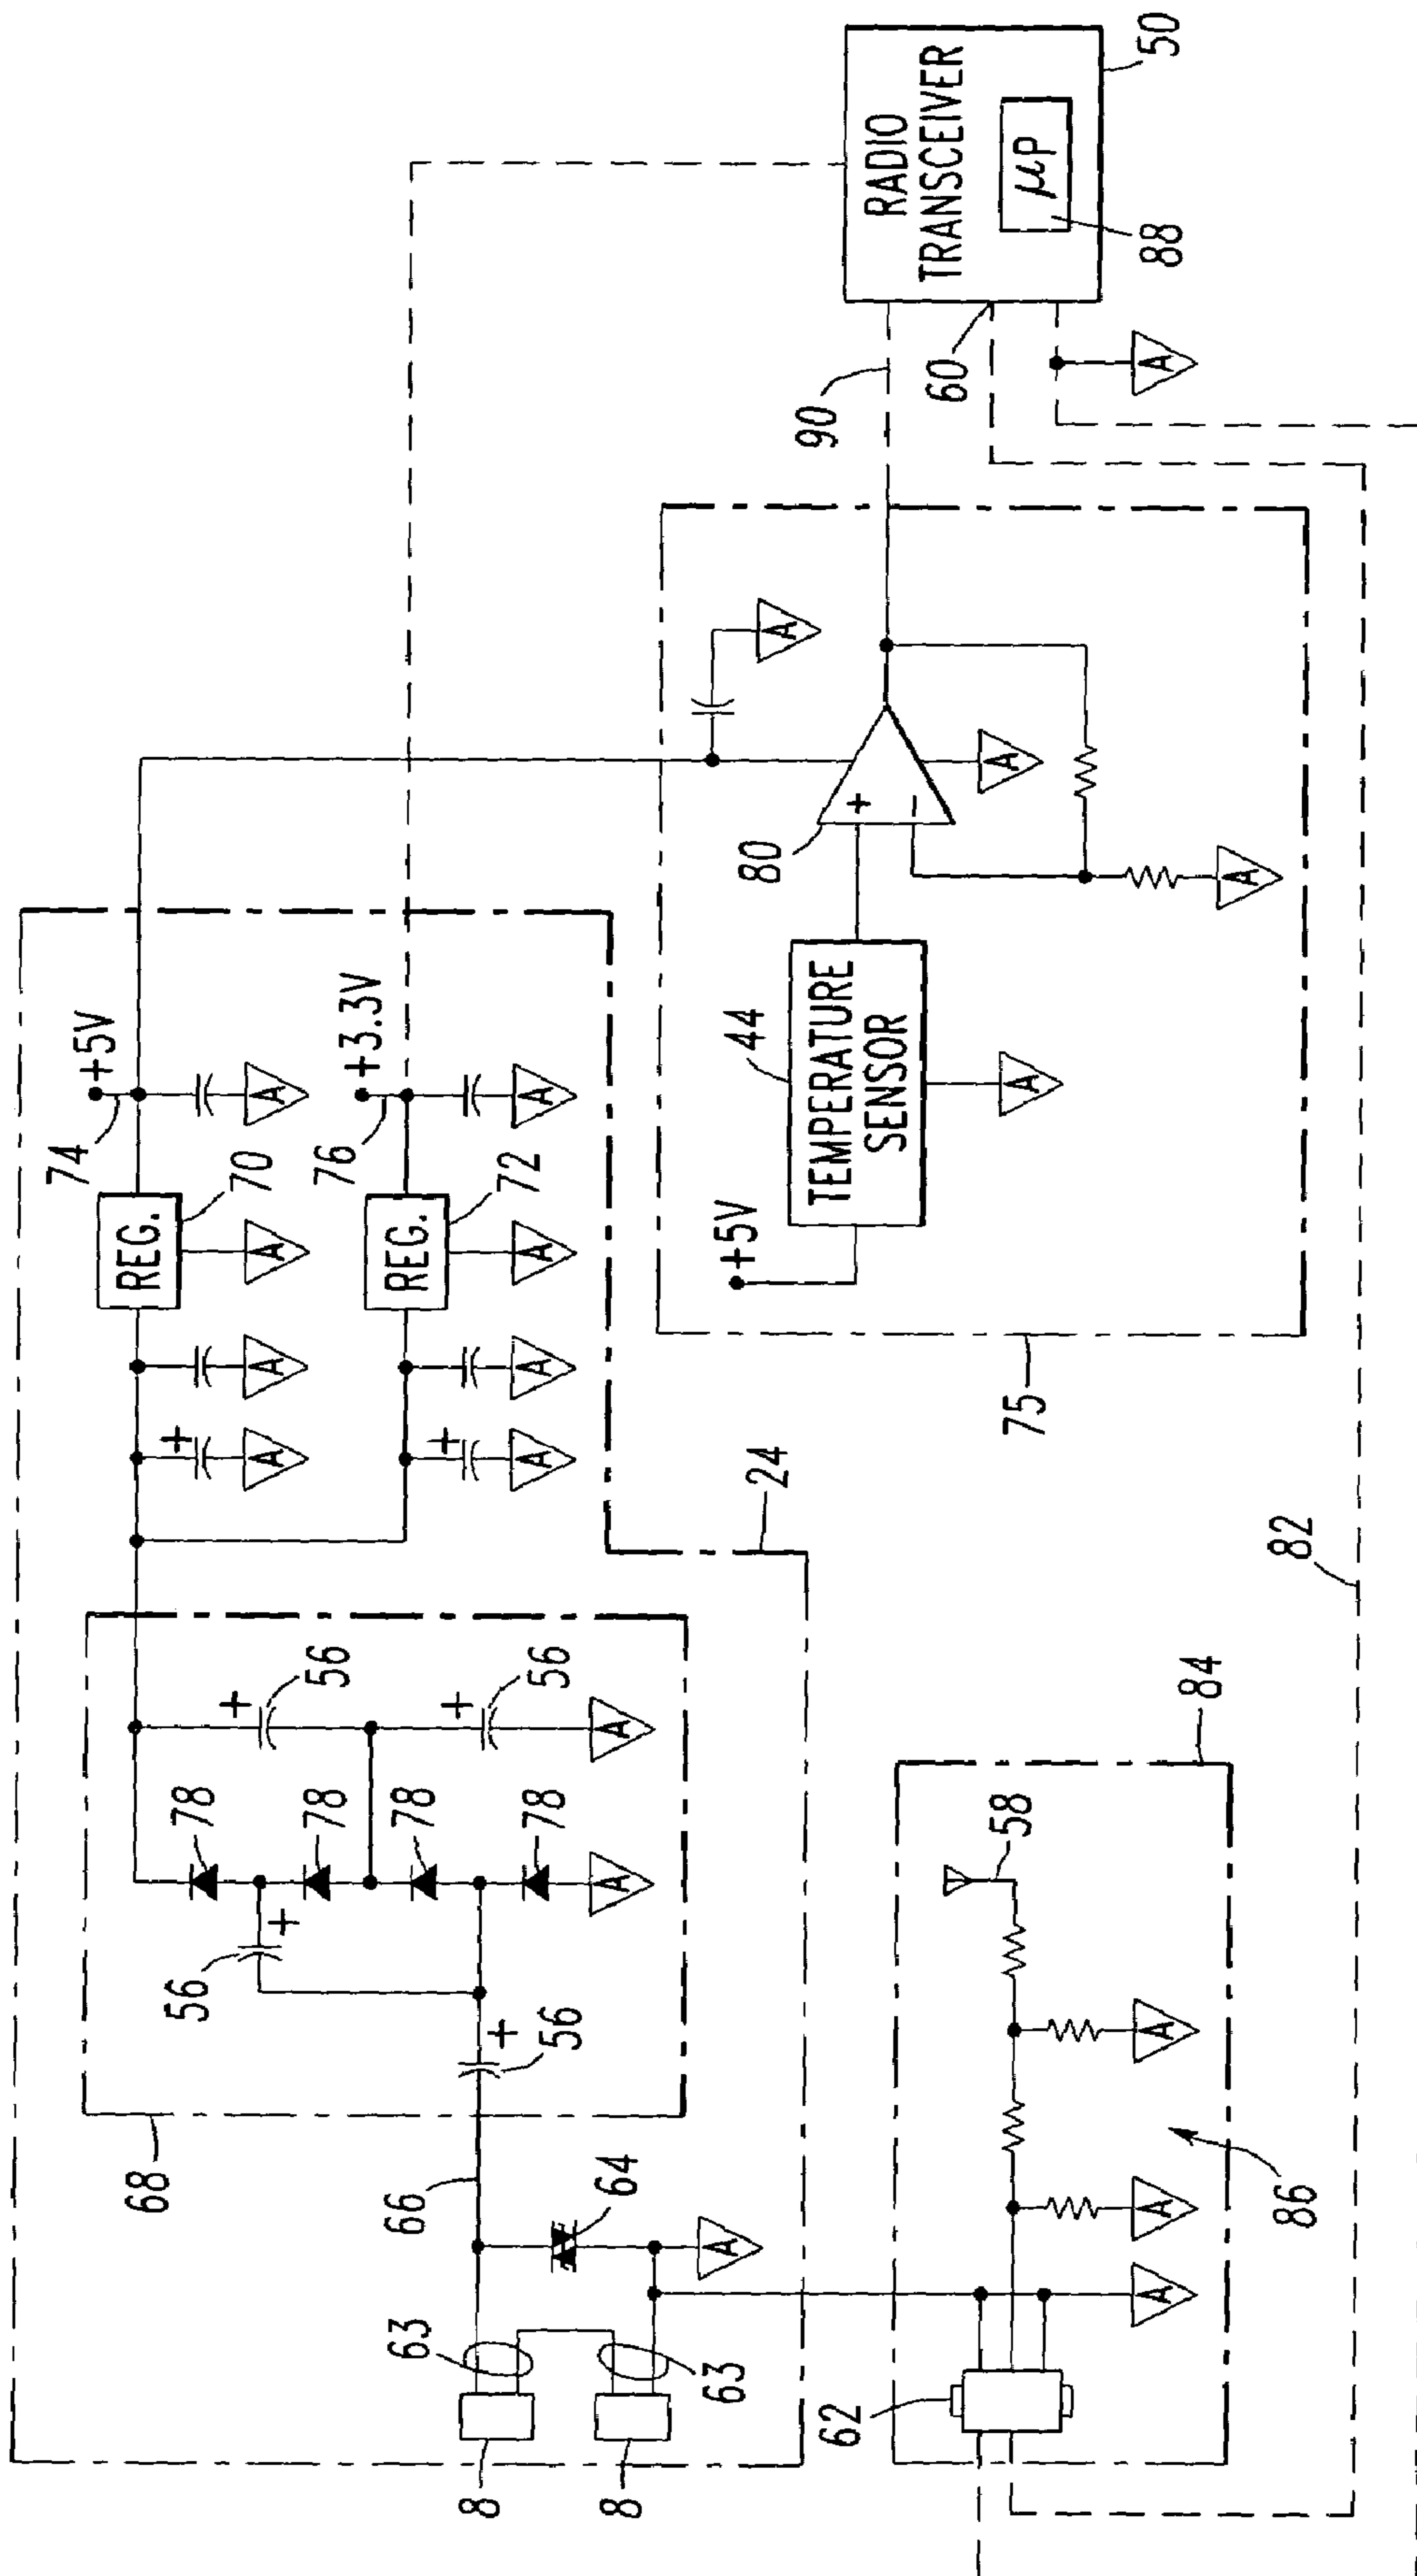 74
+5V
REG.
70
A
A
A
A
+
76
+3.3V
REG.
72
A
A
A
A
+
68
56
+
78
78
78
78
+
56
+
56
56
+
A
A
66
64
63
63
8
8
A
24
+5V
44
TEMPERATURE
SENSOR
A
80
+
−
A
A
A
75
90
60
A
RADIO
TRANSCEIVER
µP
88
50
62
58
A
A
A
86
84
82